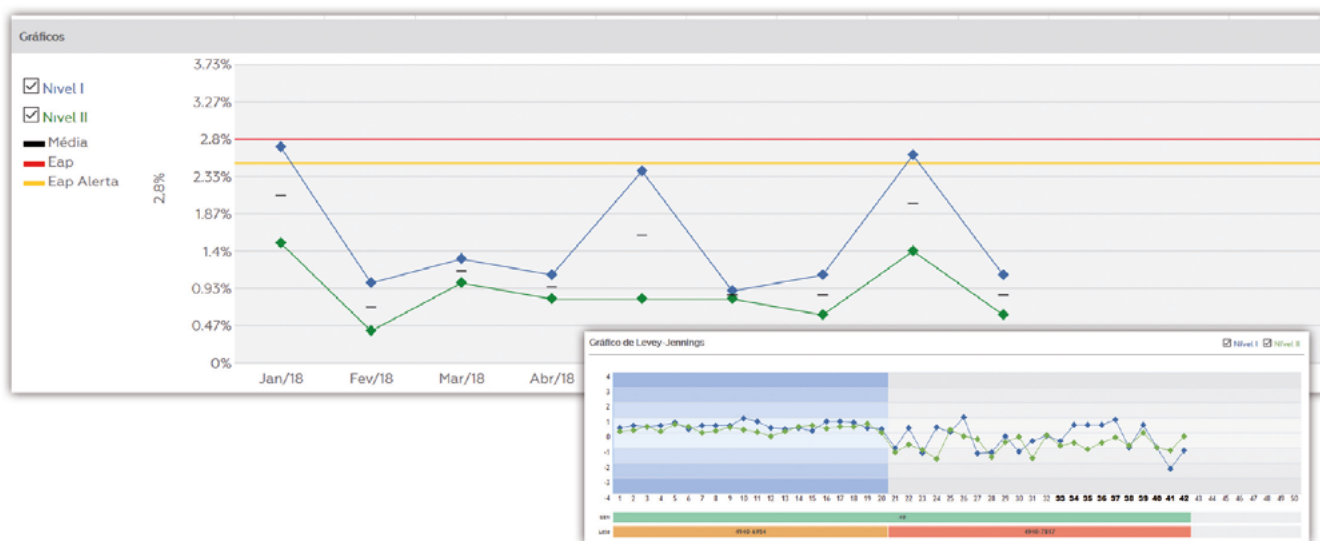 Gráficos
Nivel I
Nivel II
Média
Eap
Eap Alerta
2,8%
3.73%
3.27%
2.8%
2.33%
1.87%
1.4%
0.93%
0.47%
0%
Jan/18 Fev/18 Mar/18 Abr/18
Gráfico de Levey-Jennings
Nível I Nível II
4
3
2
1
0
-1
-2
-3
-4
1 2 3 4 5 6 7 8 9 10 11 12 13 14 15 16 17 18 19 20 21 22 23 24 25 26 27 28 29 30 31 32 33 34 35 36 37 38 39 40 41 42 43 44 45 46 47 48 49 50